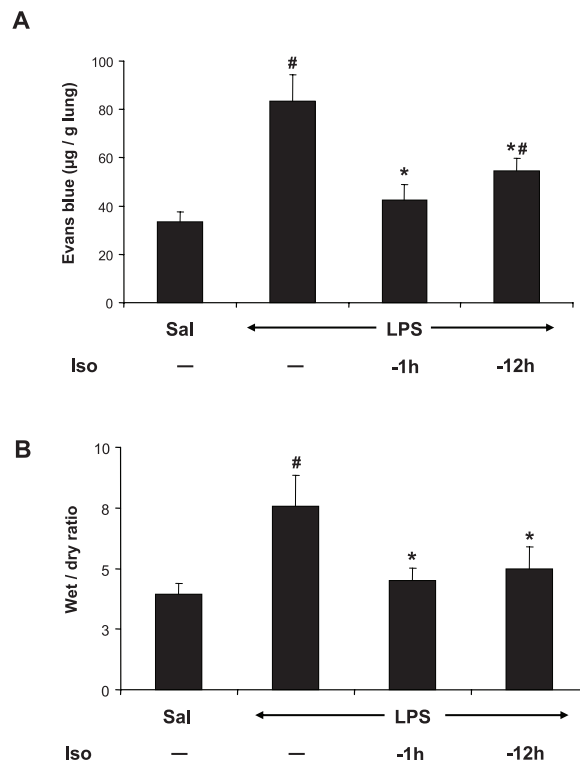 A
100
#
Evans blue (µg / g lung)
80
60
*#
*
40
20
0
Sal
LPS
Iso
—
—
-1h
-12h
B
10
#
Wet / dry ratio
8
*
*
5
3
0
Sal
LPS
Iso
—
—
-1h
-12h